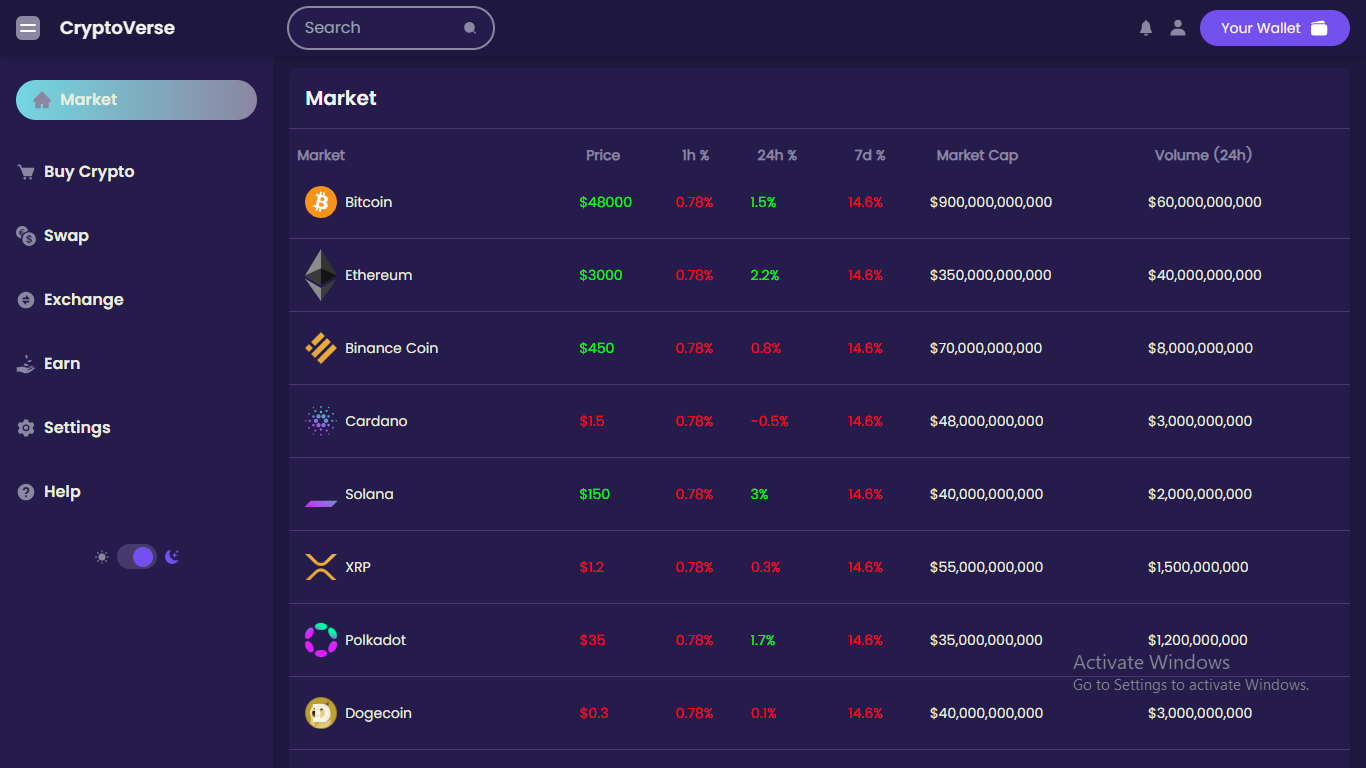 CryptoVerse
Search
Your Wallet
Market
Buy Crypto
Swap
Exchange
Earn
Settings
Help
Market
Market Price 1h % 24h % 7d % Market Cap Volume (24h)
Bitcoin $48000 0.78% 1.5% 14.6% $900,000,000,000 $60,000,000,000
Ethereum $3000 0.78% 2.2% 14.6% $350,000,000,000 $40,000,000,000
Binance Coin $450 0.78% 0.8% 14.6% $70,000,000,000 $8,000,000,000
Cardano $1.5 0.78% -0.5% 14.6% $48,000,000,000 $3,000,000,000
Solana $150 0.78% 3% 14.6% $40,000,000,000 $2,000,000,000
XRP $1.2 0.78% 0.3% 14.6% $55,000,000,000 $1,500,000,000
Polkadot $35 0.78% 1.7% 14.6% $35,000,000,000 $1,200,000,000
Activate Windows
Go to Settings to activate Windows.
Dogecoin $0.3 0.78% 0.1% 14.6% $40,000,000,000 $3,000,000,000